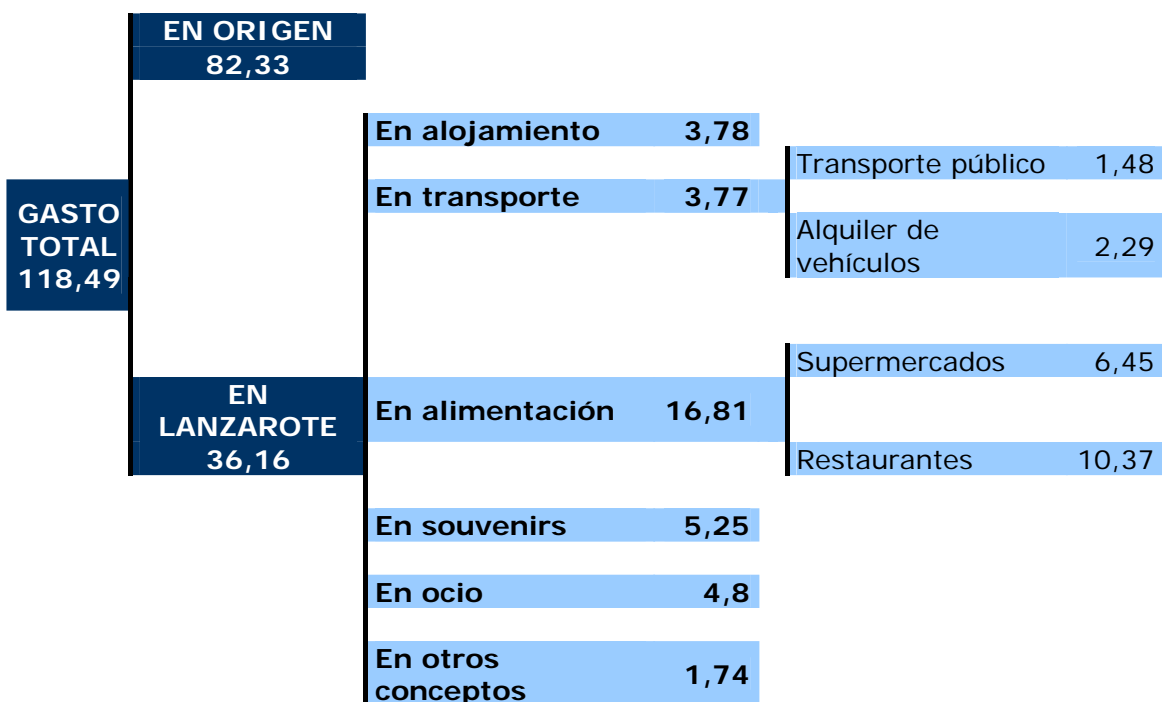 EN ORIGEN
82,33
En alojamiento 3,78
Transporte público 1,48
En transporte 3,77
GASTO
TOTAL
118,49
Alquiler de
vehículos 2,29
Supermercados 6,45
EN
LANZAROTE
36,16
En alimentación 16,81
Restaurantes 10,37
En souvenirs 5,25
En ocio 4,8
En otros
conceptos 1,74